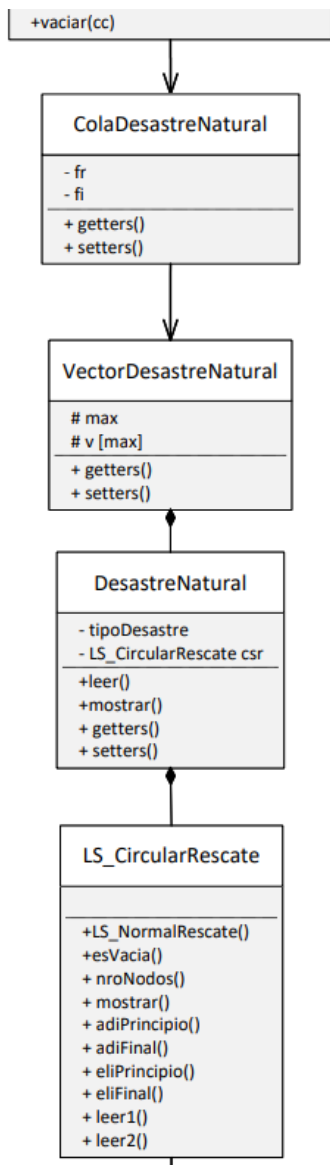 +vaciar(cc)
ColaDesastreNatural
- fr
- fi
+ getters()
+ setters()
VectorDesastreNatural
# max
# v [max]
+ getters()
+ setters()
DesastreNatural
- tipoDesastre
- LS_CircularRescate csr
+leer()
+mostrar()
+ getters()
+ setters()
LS_CircularRescate
+LS_NormalRescate()
+esVacia()
+ nroNodos()
+ mostrar()
+ adiPrincipio()
+ adiFinal()
+ eliPrincipio()
+ eliFinal()
+ leer1()
+ leer2()